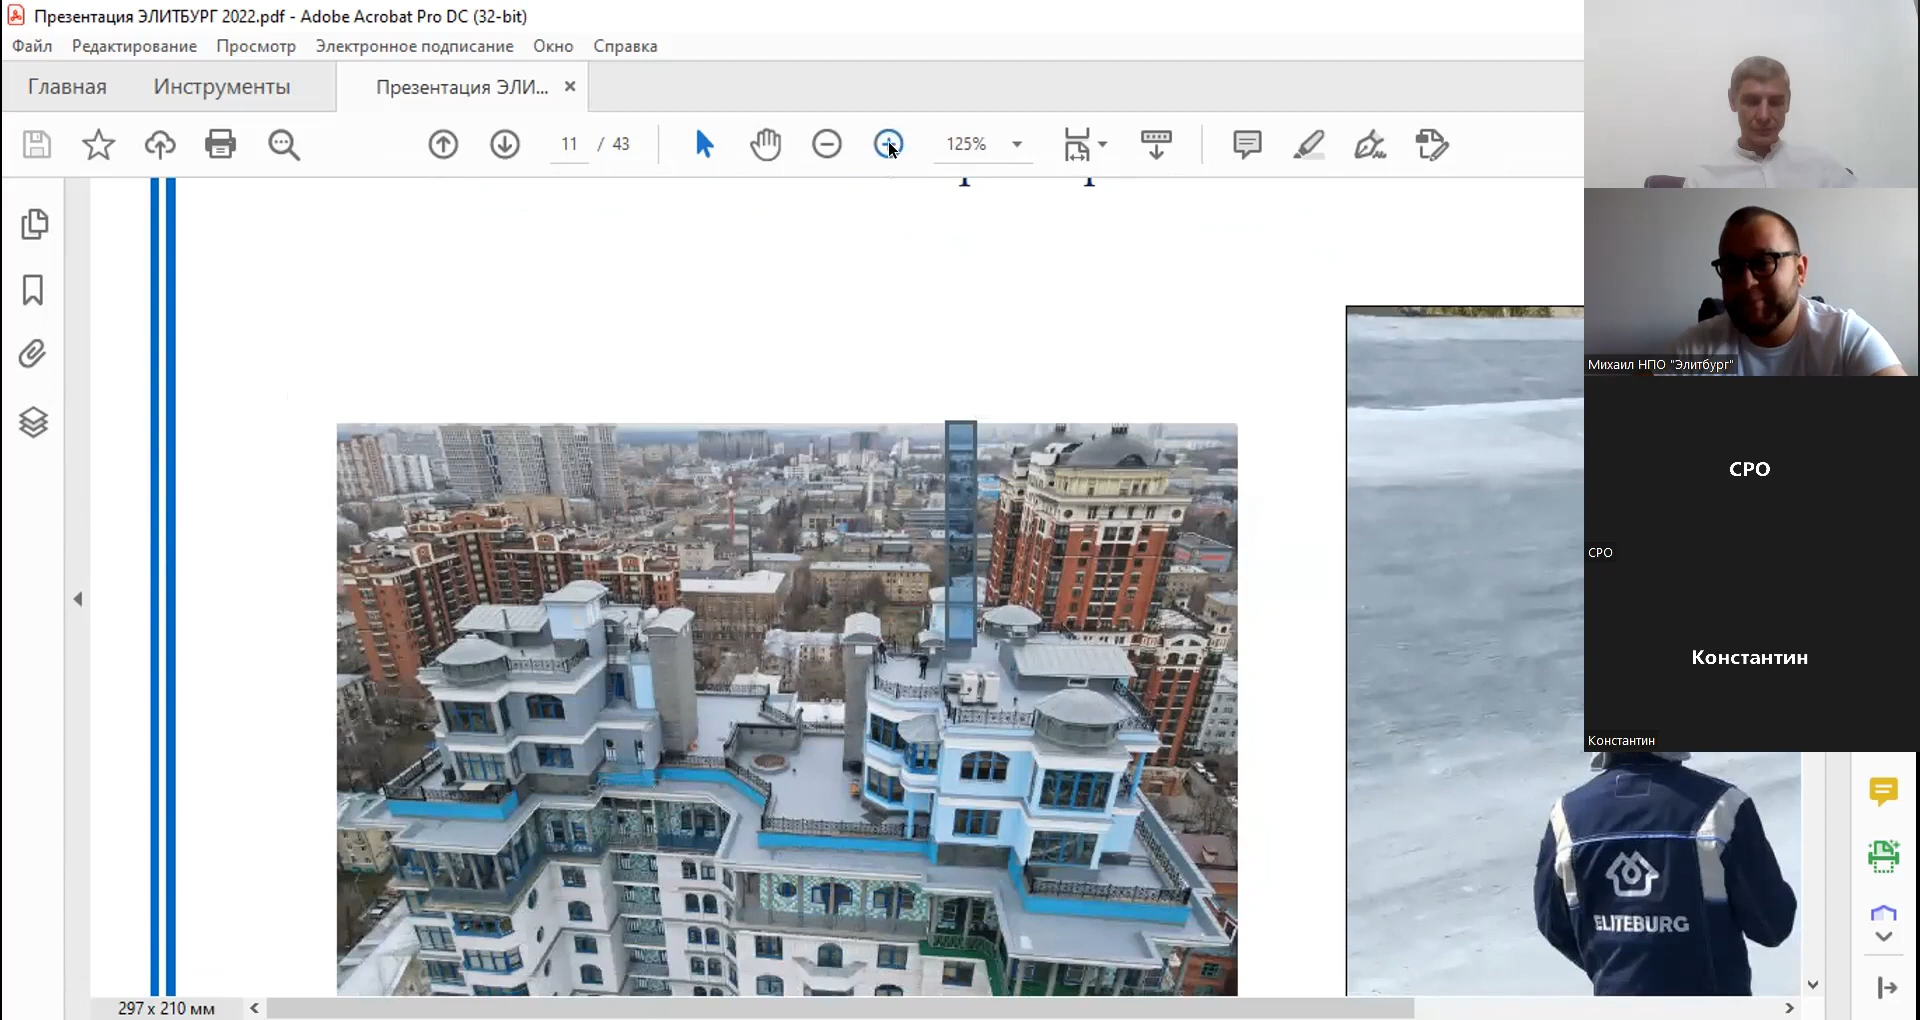 Презентация ЭЛИТБУРГ 2022.pdf - Adobe Acrobat Pro DC (32-bit)
Файл Редактирование Просмотр Электронное подписание Окно Справка
Главная Инструменты Презентация ЭЛИ... ×
11 / 43 125%
Михаил НПО "Элитбург"
СРО
СРО
Константин
Константин
ELITEBURG
297 x 210 мм